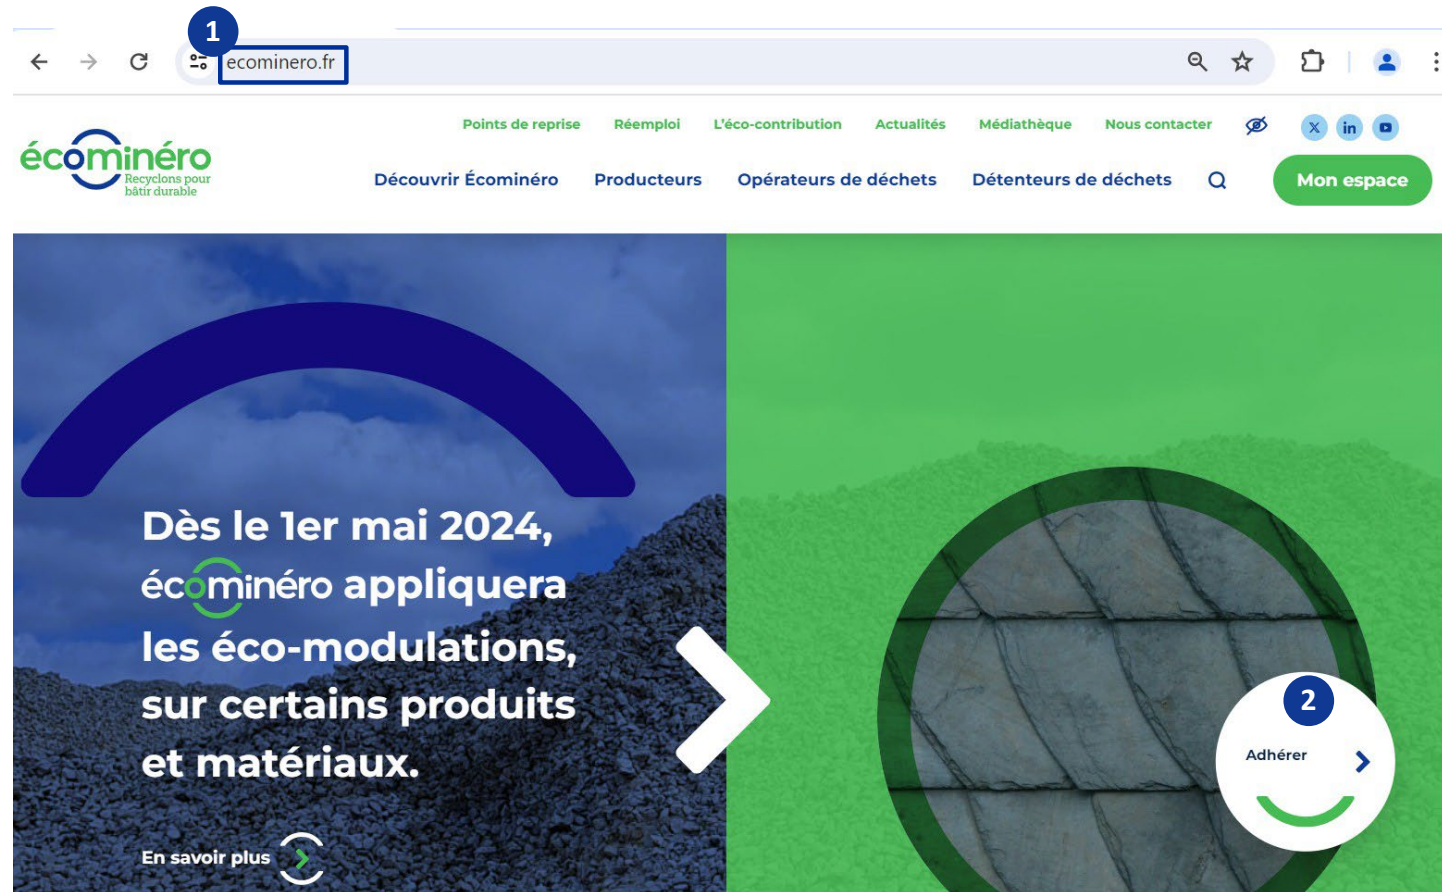 1
ecominero.fr
Points de reprise Réemploi L'éco-contribution Actualités Médiathèque Nous contacter
écominéro
Recyclons pour
bâtir durable
Découvrir Écominéro Producteurs Opérateurs de déchets Détenteurs de déchets Mon espace
Dès le 1er mai 2024,
écominéro appliquera
les éco-modulations,
sur certains produits
et matériaux.
En savoir plus
2
Adhérer